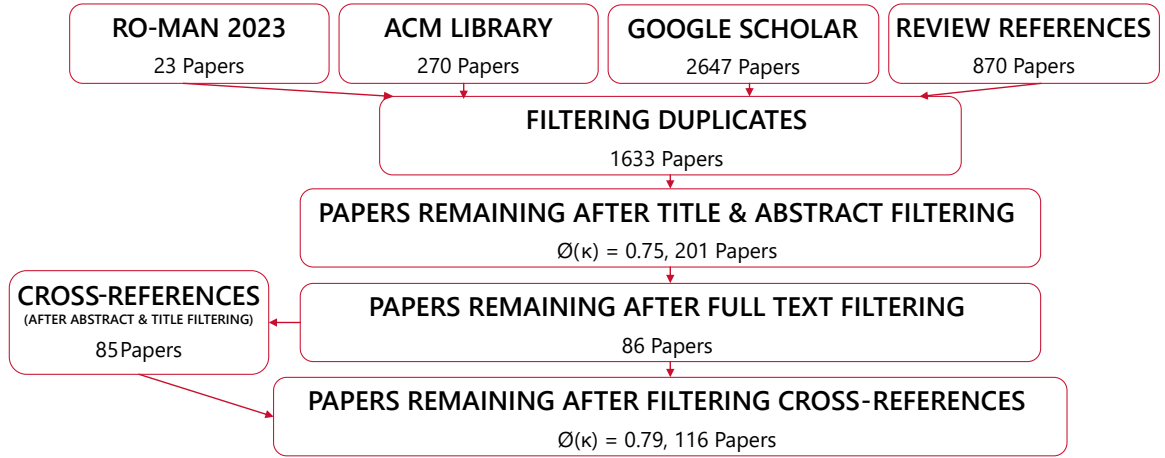 RO-MAN 2023
23 Papers
ACM LIBRARY
270 Papers
GOOGLE SCHOLAR
2647 Papers
REVIEW REFERENCES
870 Papers
FILTERING DUPLICATES
1633 Papers
PAPERS REMAINING AFTER TITLE & ABSTRACT FILTERING
Ø(κ) = 0.75, 201 Papers
CROSS-REFERENCES
(AFTER ABSTRACT & TITLE FILTERING)
85Papers
PAPERS REMAINING AFTER FULL TEXT FILTERING
86 Papers
PAPERS REMAINING AFTER FILTERING CROSS-REFERENCES
Ø(κ) = 0.79, 116 Papers